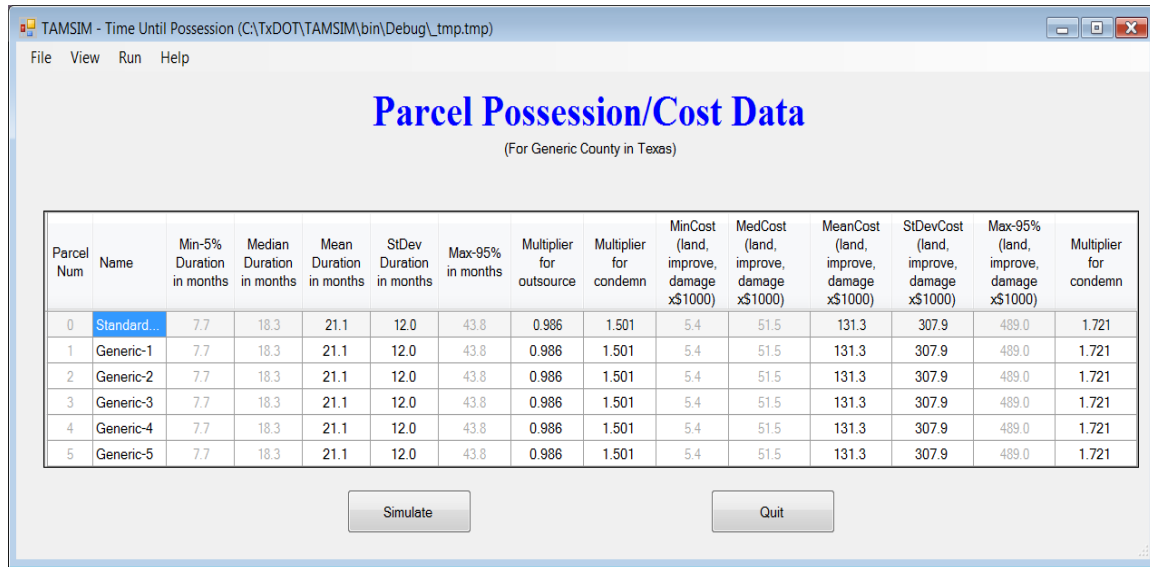 TAMSIM - Time Until Possession (C:\TxDOT\TAMSIM\bin\Debug\_tmp.tmp)
File View Run Help
Parcel Possession/Cost Data
(For Generic County in Texas)
Parcel Num Name Min-5% Duration in months Median Duration in months Mean Duration in months StDev Duration in months Max-95% in months Multiplier for outsource Multiplier for condemn MinCost (land, improve, damage x$1000) MedCost (land, improve, damage x$1000) MeanCost (land, improve, damage x$1000) StDevCost (land, improve, damage x$1000) Max-95% (land, improve, damage x$1000) Multiplier for condemn
0 Standard... 7.7 18.3 21.1 12.0 43.8 0.986 1.501 5.4 51.5 131.3 307.9 489.0 1.721
1 Generic-1 7.7 18.3 21.1 12.0 43.8 0.986 1.501 5.4 51.5 131.3 307.9 489.0 1.721
2 Generic-2 7.7 18.3 21.1 12.0 43.8 0.986 1.501 5.4 51.5 131.3 307.9 489.0 1.721
3 Generic-3 7.7 18.3 21.1 12.0 43.8 0.986 1.501 5.4 51.5 131.3 307.9 489.0 1.721
4 Generic-4 7.7 18.3 21.1 12.0 43.8 0.986 1.501 5.4 51.5 131.3 307.9 489.0 1.721
5 Generic-5 7.7 18.3 21.1 12.0 43.8 0.986 1.501 5.4 51.5 131.3 307.9 489.0 1.721
Simulate Quit